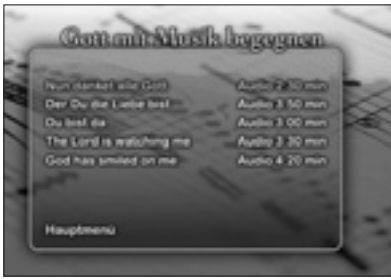 Gott mit Musik begegnen
Nun danket alle Gott Audio 2:30 min
Der Du die Liebe bist Audio 3:50 min
Du bist da Audio 3:00 min
The Lord is watching me Audio 3:30 min
God has smiled on me Audio 4:20 min
Hauptmenü